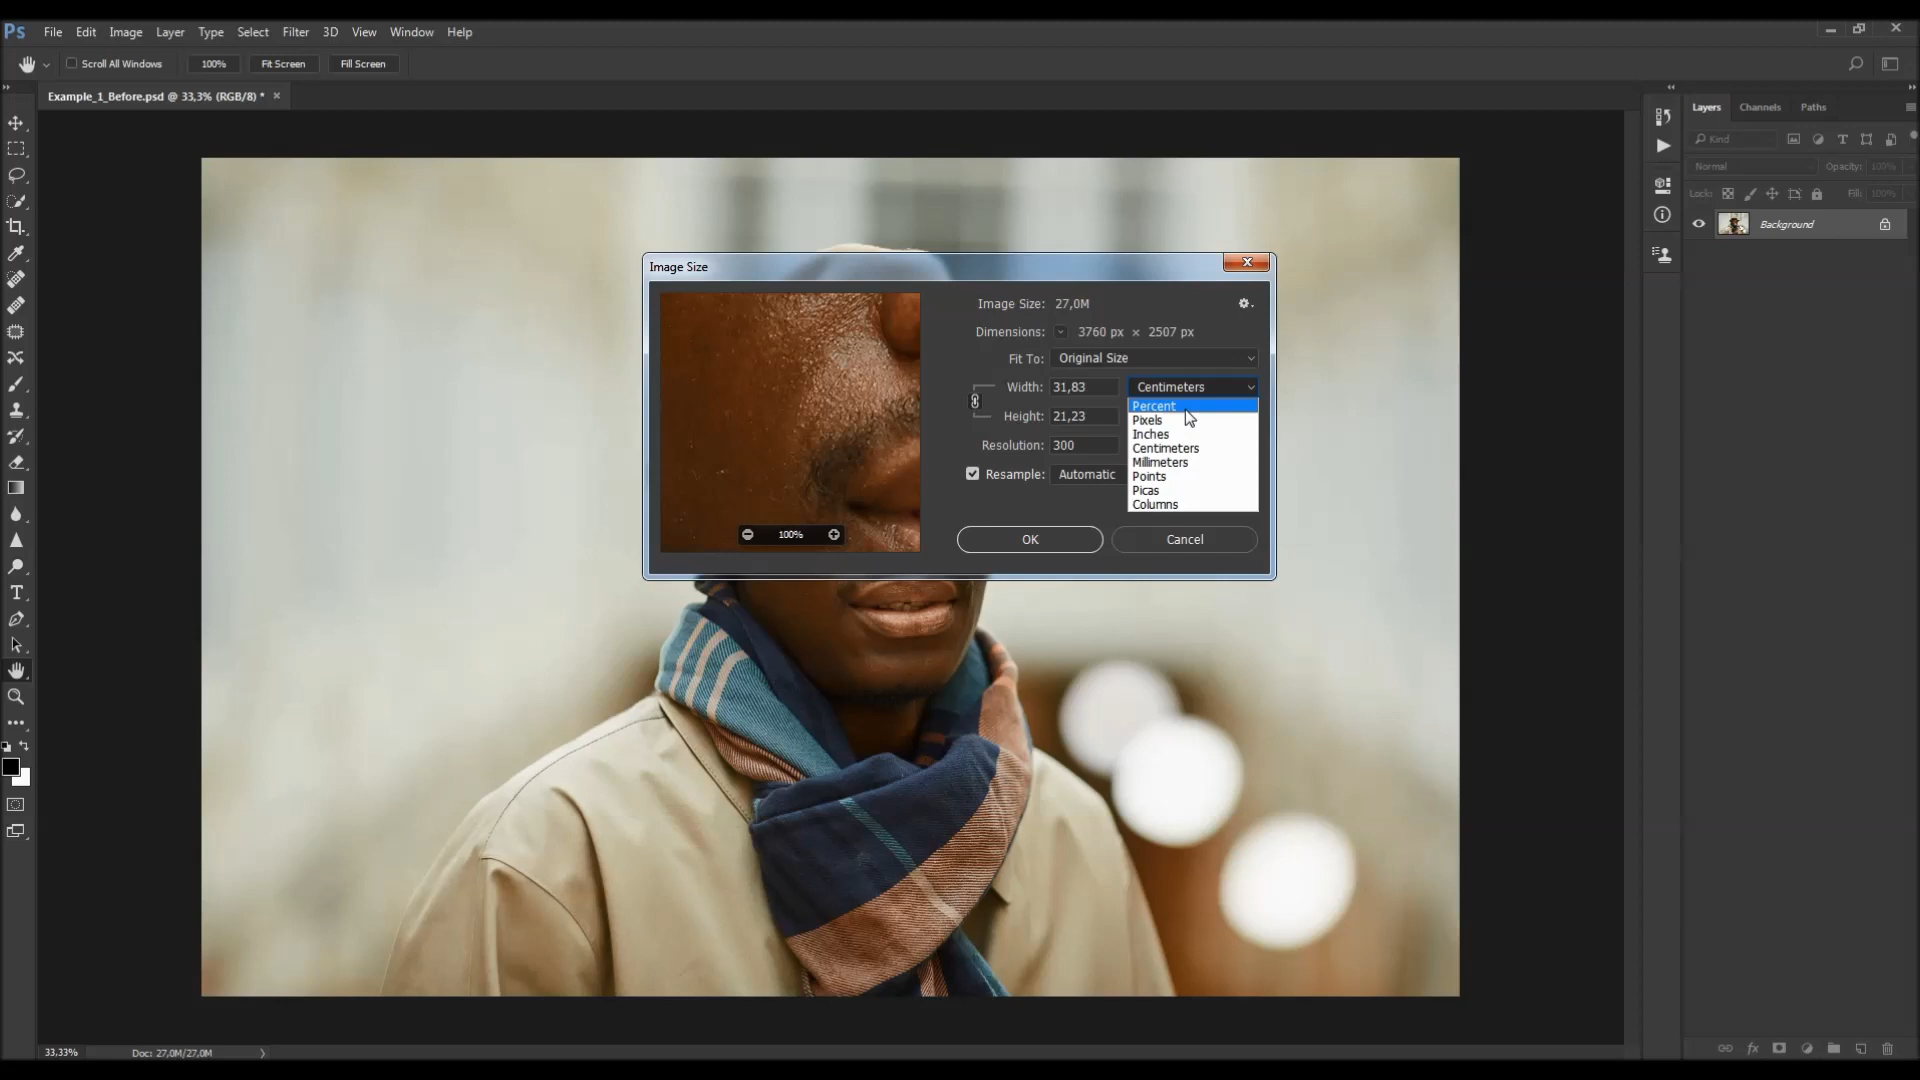 Ps File Edit Image Layer Type Select Filter 3D View Window Help
Scroll All Windows 100% Fit Screen Fill Screen
Example_1_Before.psd @ 33,3% (RGB/8) * ×
Layers Channels Paths
Kind
Normal Opacity: 100%
Lock: Fill: 100%
Background
Image Size
Image Size: 27,0M
Dimensions: 3760 px × 2507 px
Fit To: Original Size
Width: 31,83 Centimeters
Percent
Pixels
Inches
Centimeters
Millimeters
Points
Picas
Columns
Height: 21,23
Resolution: 300
Resample: Automatic
100%
OK Cancel
33,33% Doc: 27,0M/27,0M